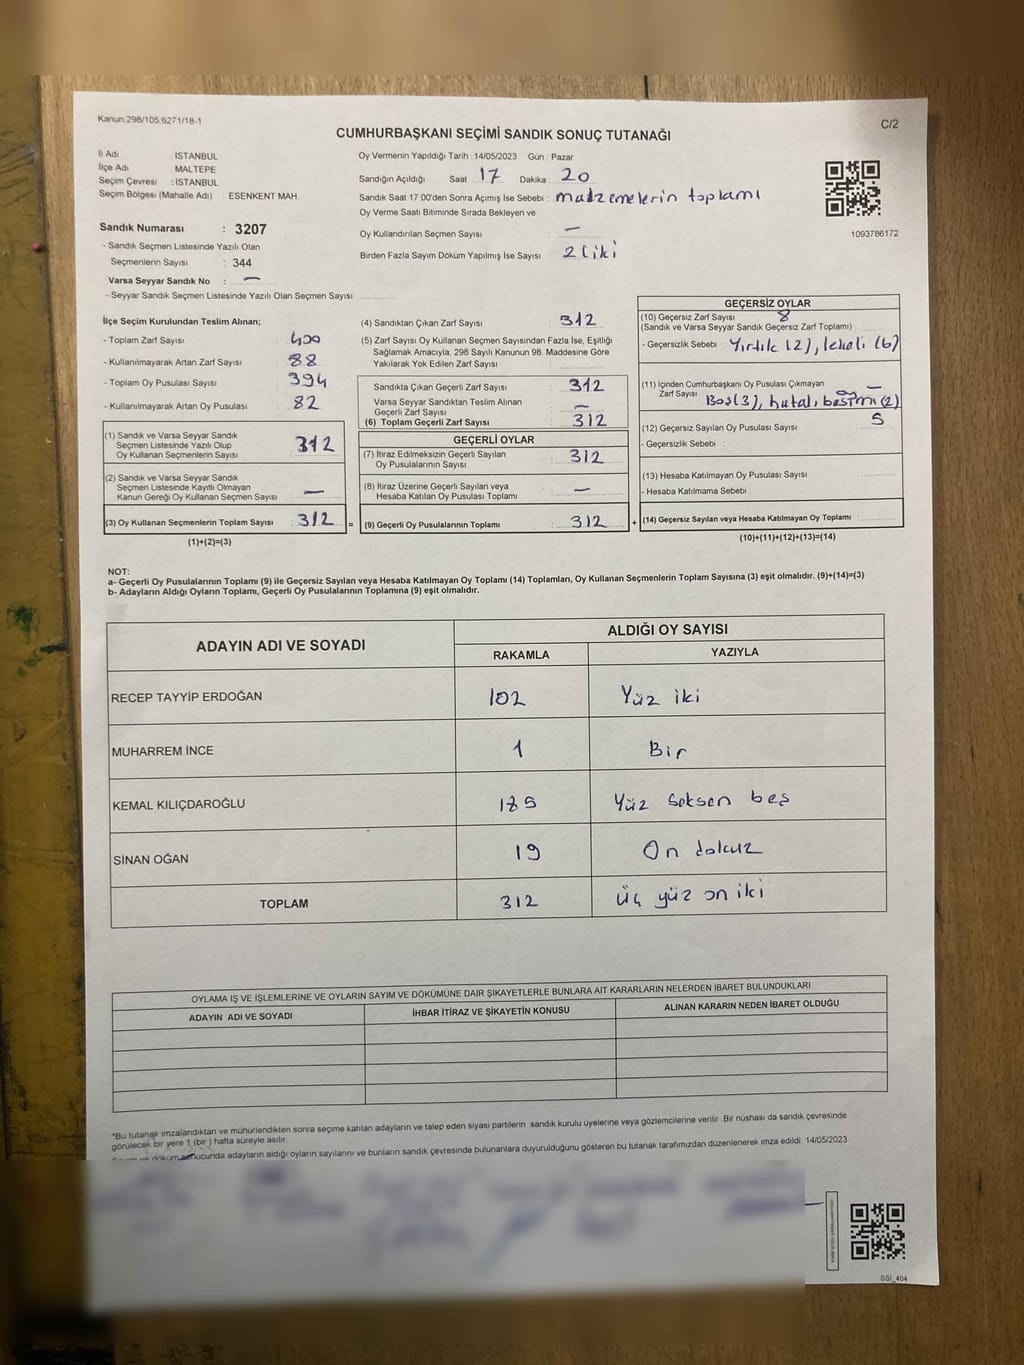 Kanun.298/105;6271/18-1
C/2
CUMHURBAŞKANI SEÇİMİ SANDIK SONUÇ TUTANAĞI
İl Adı : İSTANBUL
İlçe Adı : MALTEPE
Seçim Çevresi : İSTANBUL
Seçim Bölgesi (Mahalle Adı) : ESENKENT MAH.
Oy Vermenin Yapıldığı Tarih : 14/05/2023 Gün : Pazar
Sandığın Açıldığı Saat 17 Dakika : 20
Sandık Saat 17.00'den Sonra Açımış İse Sebebi : malzemelerin toplamı
Oy Verme Saati Bitiminde Sırada Bekleyen ve
Oy Kullandırılan Seçmen Sayısı : —
Birden Fazla Sayım Döküm Yapılmış İse Sayısı : 2 (iki
1093786172
Sandık Numarası : 3207
- Sandık Seçmen Listesinde Yazılı Olan
Seçmenlerin Sayısı : 344
Varsa Seyyar Sandık No : —
- Seyyar Sandık Seçmen Listesinde Yazılı Olan Seçmen Sayısı
İlçe Seçim Kurulundan Teslim Alınan;
- Toplam Zarf Sayısı : 400
- Kullanılmayarak Artan Zarf Sayısı : 88
- Toplam Oy Pusulası Sayısı : 394
- Kullanılmayarak Artan Oy Pusulası : 82
(1) Sandık ve Varsa Seyyar Sandık
Seçmen Listesinde Yazılı Olup
Oy Kullanan Seçmenlerin Sayısı : 312
(2) Sandık ve Varsa Seyyar Sandık
Seçmen Listesinde Kayıtlı Olmayan
Kanun Gereği Oy Kullanan Seçmen Sayısı : —
(3) Oy Kullanan Seçmenlerin Toplam Sayısı : 312 =
(1)+(2)=(3)
(4) Sandıktan Çıkan Zarf Sayısı : 312
(5) Zarf Sayısı Oy Kullanan Seçmen Sayısından Fazla İse, Eşitliği
Sağlamak Amacıyla, 298 Sayılı Kanunun 98. Maddesine Göre
Yakılarak Yok Edilen Zarf Sayısı
Sandıkta Çıkan Geçerli Zarf Sayısı : 312
Varsa Seyyar Sandıktan Teslim Alınan
Geçerli Zarf Sayısı : —
(6) Toplam Geçerli Zarf Sayısı : 312
GEÇERLİ OYLAR
(7) İtiraz Edilmeksizin Geçerli Sayılan
Oy Pusulalarının Sayısı : 312
(8) İtiraz Üzerine Geçerli Sayılan veya
Hesaba Katılan Oy Pusulası Toplamı : —
(9) Geçerli Oy Pusulalarının Toplamı : 312 +
GEÇERSİZ OYLAR
(10) Geçersiz Zarf Sayısı : 8
(Sandık ve Varsa Seyyar Sandık Geçersiz Zarf Toplamı)
- Geçersizlik Sebebi : Yırtık (2), lekeli (6)
(11) İçinden Cumhurbaşkanı Oy Pusulası Çıkmayan
Zarf Sayısı : —
Boş(3), hatalı basım (2)
(12) Geçersiz Sayılan Oy Pusulası Sayısı : 5
- Geçersizlik Sebebi :
(13) Hesaba Katılmayan Oy Pusulası Sayısı :
- Hesaba Katılmama Sebebi :
(14) Geçersiz Sayılan veya Hesaba Katılmayan Oy Toplamı :
(10)+(11)+(12)+(13)=(14)
NOT:
a- Geçerli Oy Pusulalarının Toplamı (9) ile Geçersiz Sayılan veya Hesaba Katılmayan Oy Toplamı (14) Toplamları, Oy Kullanan Seçmenlerin Toplam Sayısına (3) eşit olmalıdır. (9)+(14)=(3)
b- Adayların Aldığı Oyların Toplamı, Geçerli Oy Pusulalarının Toplamına (9) eşit olmalıdır.
ADAYIN ADI VE SOYADI ALDIĞI OY SAYISI
RAKAMLA YAZIYLA
RECEP TAYYİP ERDOĞAN 102 Yüz iki
MUHARREM İNCE 1 Bir
KEMAL KILIÇDAROĞLU 185 Yüz Seksen beş
SİNAN OĞAN 19 On dokuz
TOPLAM 312 Üç yüz on iki
OYLAMA İŞ VE İŞLEMLERİNE VE OYLARIN SAYIM VE DÖKÜMÜNE DAİR ŞİKAYETLERLE BUNLARA AİT KARARLARIN NELERDEN İBARET BULUNDUKLARI
ADAYIN ADI VE SOYADI İHBAR İTİRAZ VE ŞİKAYETİN KONUSU ALINAN KARARIN NEDEN İBARET OLDUĞU
*Bu tutanak imzalandıktan ve mühürlendikten sonra seçime katılan adayların ve talep eden siyasi partilerin sandık kurulu üyelerine veya gözlemcilerine verilir. Bir nüshası da sandık çevresinde
görülecek bir yere 1 (bir) hafta süreyle asılır.
döküm sonucunda adayların aldığı oyların sayılarını ve bunların sandık çevresinde bulunanlara duyurulduğunu gösteren bu tutanak tarafımızdan düzenlenerek imza edildi. 14/05/2023
SSİ_404